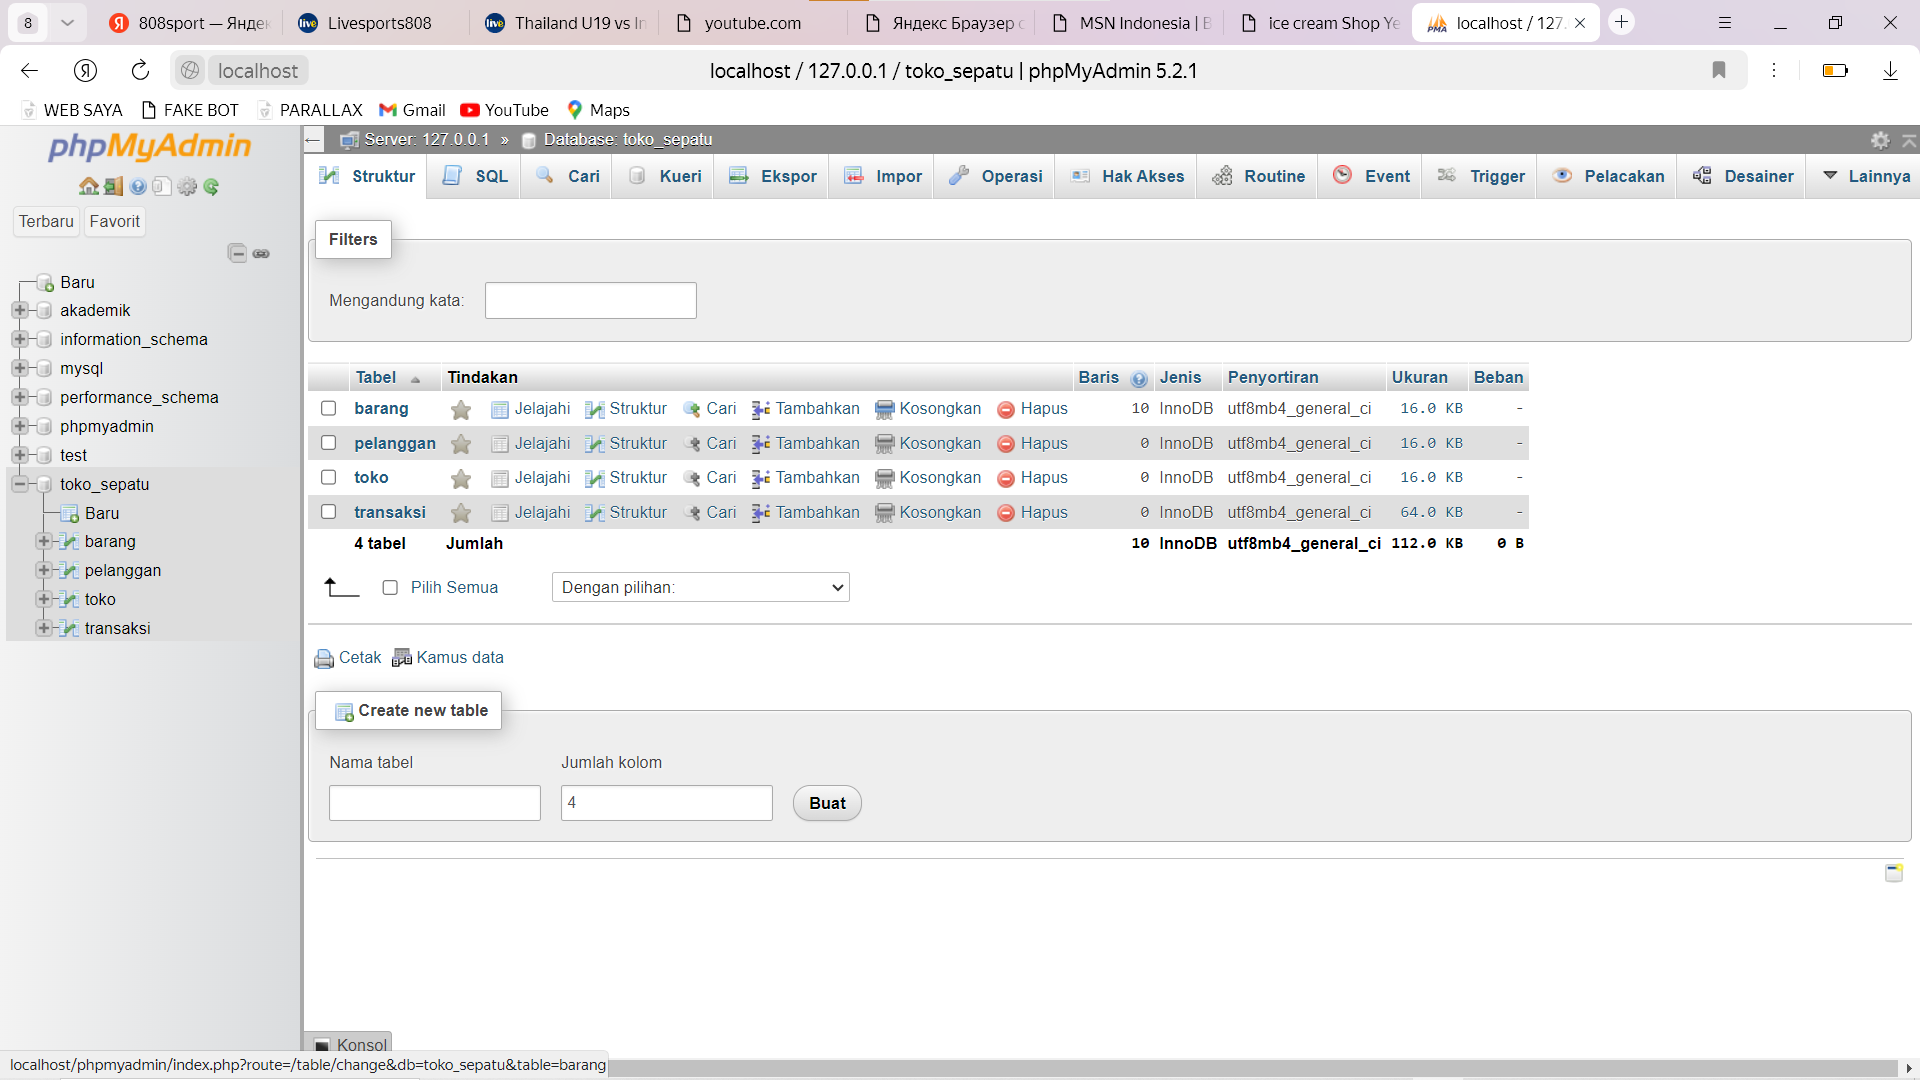 8
808sport — Яндек
Livesports808
Thailand U19 vs In
youtube.com
Яндекс Браузер с
MSN Indonesia | B
ice cream Shop Ye
localhost / 127.
localhost
localhost / 127.0.0.1 / toko_sepatu | phpMyAdmin 5.2.1
WEB SAYA
FAKE BOT
PARALLAX
Gmail
YouTube
Maps
phpMyAdmin
Terbaru
Favorit
Baru
akademik
information_schema
mysql
performance_schema
phpmyadmin
test
toko_sepatu
Baru
barang
pelanggan
toko
transaksi
Server: 127.0.0.1 » Database: toko_sepatu
Struktur SQL Cari Kueri Ekspor Impor Operasi Hak Akses Routine Event Trigger Pelacakan Desainer Lainnya
Filters
Mengandung kata:
Tabel Tindakan Baris Jenis Penyortiran Ukuran Beban
barang Jelajahi Struktur Cari Tambahkan Kosongkan Hapus 10 InnoDB utf8mb4_general_ci 16.0 KB -
pelanggan Jelajahi Struktur Cari Tambahkan Kosongkan Hapus 0 InnoDB utf8mb4_general_ci 16.0 KB -
toko Jelajahi Struktur Cari Tambahkan Kosongkan Hapus 0 InnoDB utf8mb4_general_ci 16.0 KB -
transaksi Jelajahi Struktur Cari Tambahkan Kosongkan Hapus 0 InnoDB utf8mb4_general_ci 64.0 KB -
4 tabel Jumlah 10 InnoDB utf8mb4_general_ci 112.0 KB 0 B
Pilih Semua Dengan pilihan:
Cetak Kamus data
Create new table
Nama tabel Jumlah kolom
4 Buat
Konsol
localhost/phpmyadmin/index.php?route=/table/change&db=toko_sepatu&table=barang